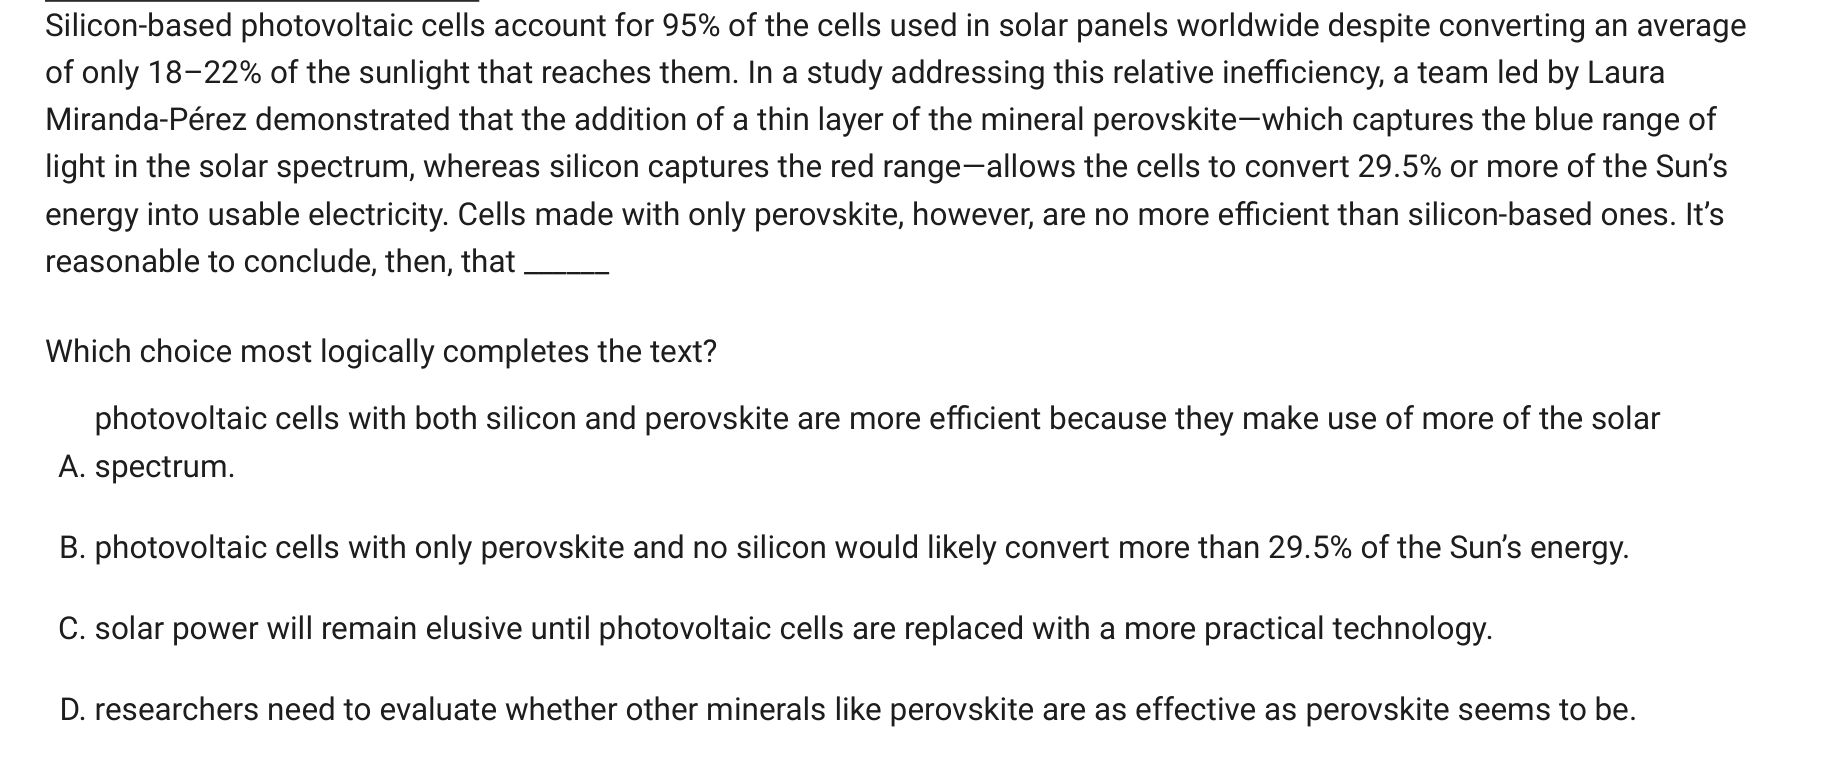 Silicon-based photovoltaic cells account for 95% of the cells used in solar panels worldwide despite converting an average
of only 18–22% of the sunlight that reaches them. In a study addressing this relative inefficiency, a team led by Laura
Miranda-Pérez demonstrated that the addition of a thin layer of the mineral perovskite—which captures the blue range of
light in the solar spectrum, whereas silicon captures the red range—allows the cells to convert 29.5% or more of the Sun’s
energy into usable electricity. Cells made with only perovskite, however, are no more efficient than silicon-based ones. It’s
reasonable to conclude, then, that ______
Which choice most logically completes the text?
photovoltaic cells with both silicon and perovskite are more efficient because they make use of more of the solar
A. spectrum.
B. photovoltaic cells with only perovskite and no silicon would likely convert more than 29.5% of the Sun’s energy.
C. solar power will remain elusive until photovoltaic cells are replaced with a more practical technology.
D. researchers need to evaluate whether other minerals like perovskite are as effective as perovskite seems to be.